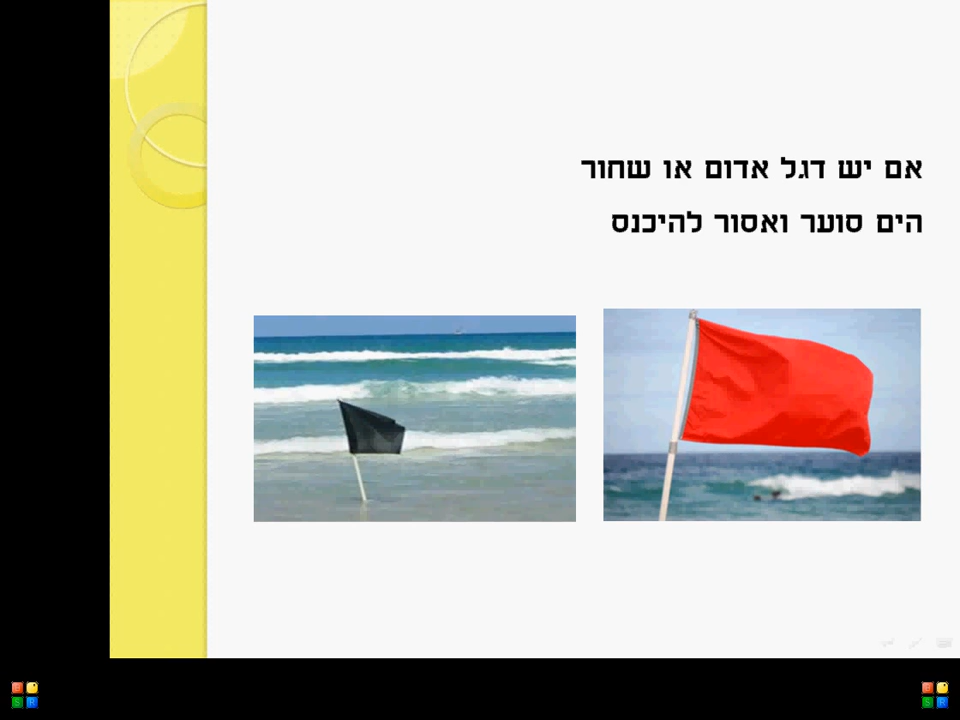 אם יש דגל אדום או שחור
הים סוער ואסור להיכנס